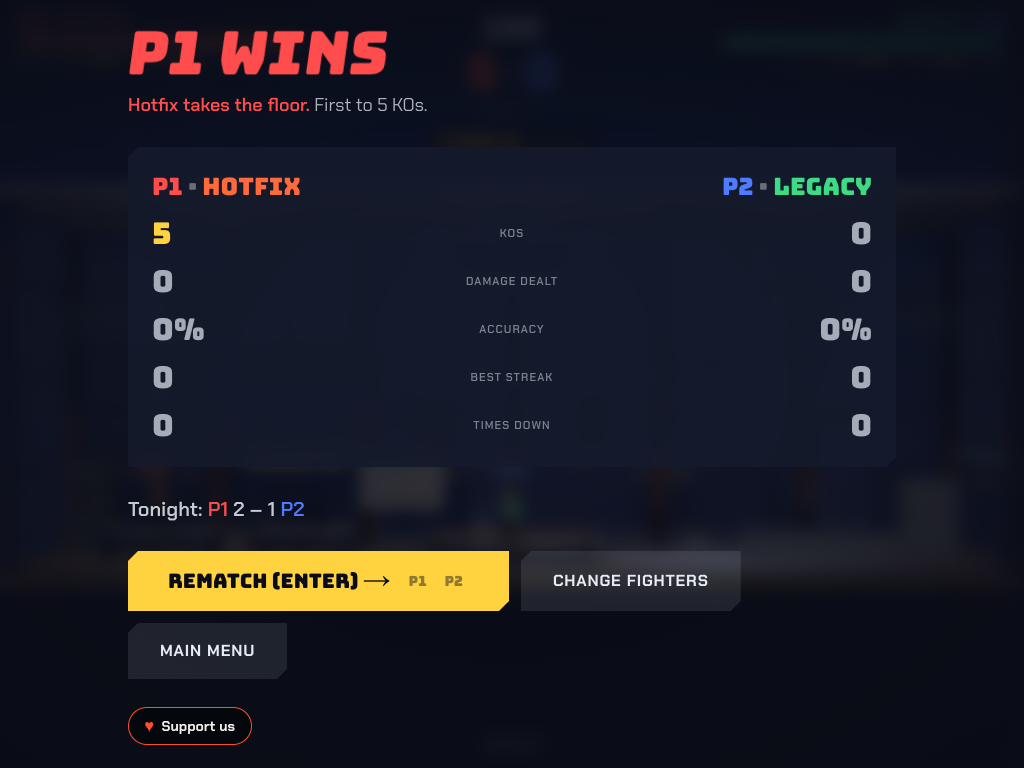 P1 WINS
Hotfix takes the floor. First to 5 KOs.
P1 ▪ HOTFIX P2 ▪ LEGACY
5 KOS 0
0 DAMAGE DEALT 0
0% ACCURACY 0%
0 BEST STREAK 0
0 TIMES DOWN 0
Tonight: P1 2 – 1 P2
REMATCH (ENTER) → P1 P2
CHANGE FIGHTERS
MAIN MENU
♥ Support us